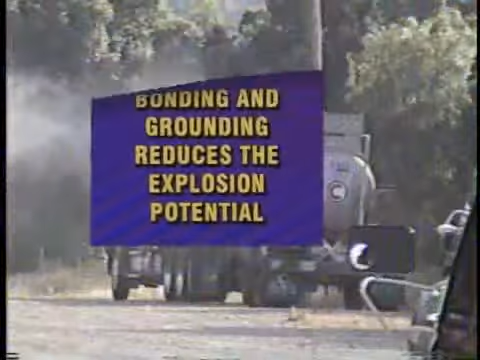 BONDING AND
GROUNDING
REDUCES THE
EXPLOSION
POTENTIAL